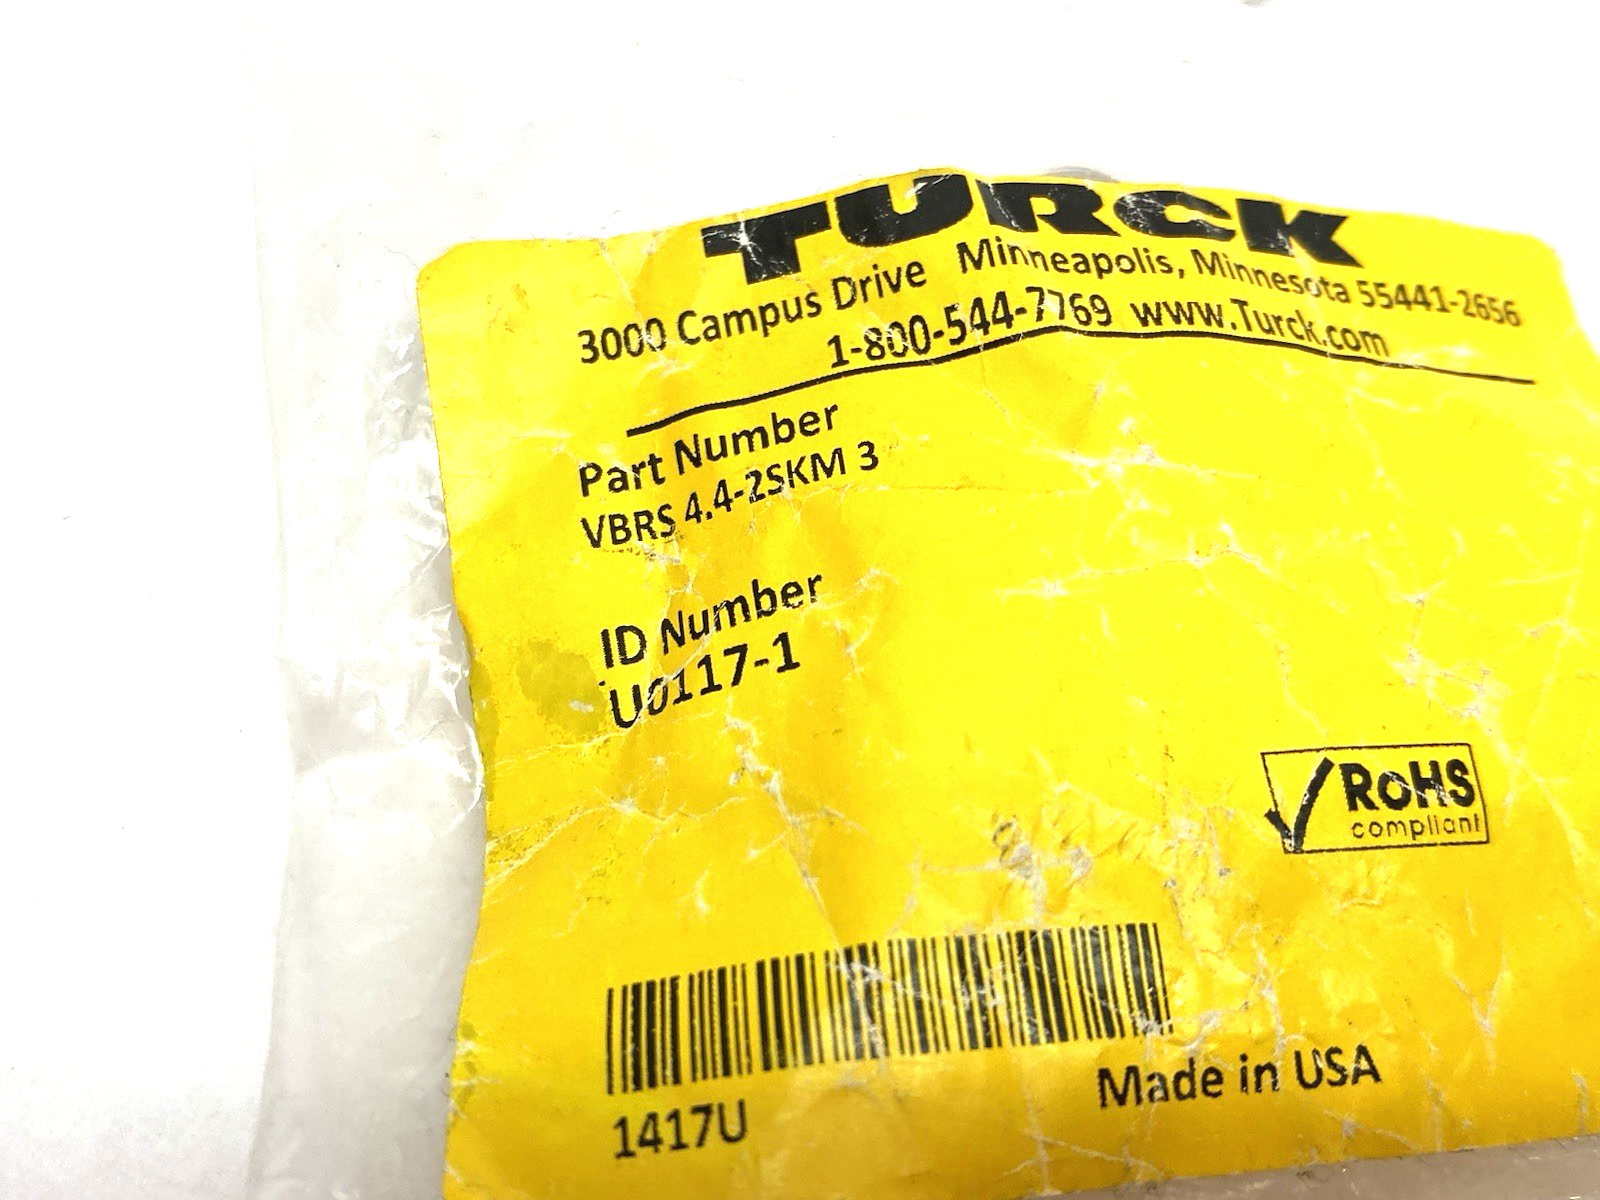 TURCK
3000 Campus Drive Minneapolis, Minnesota 55441-2656
1-800-544-7769 www.Turck.com
Part Number
VBRS 4.4-2SKM 3
ID Number
U0117-1
RoHS
compliant
1417U
Made in USA